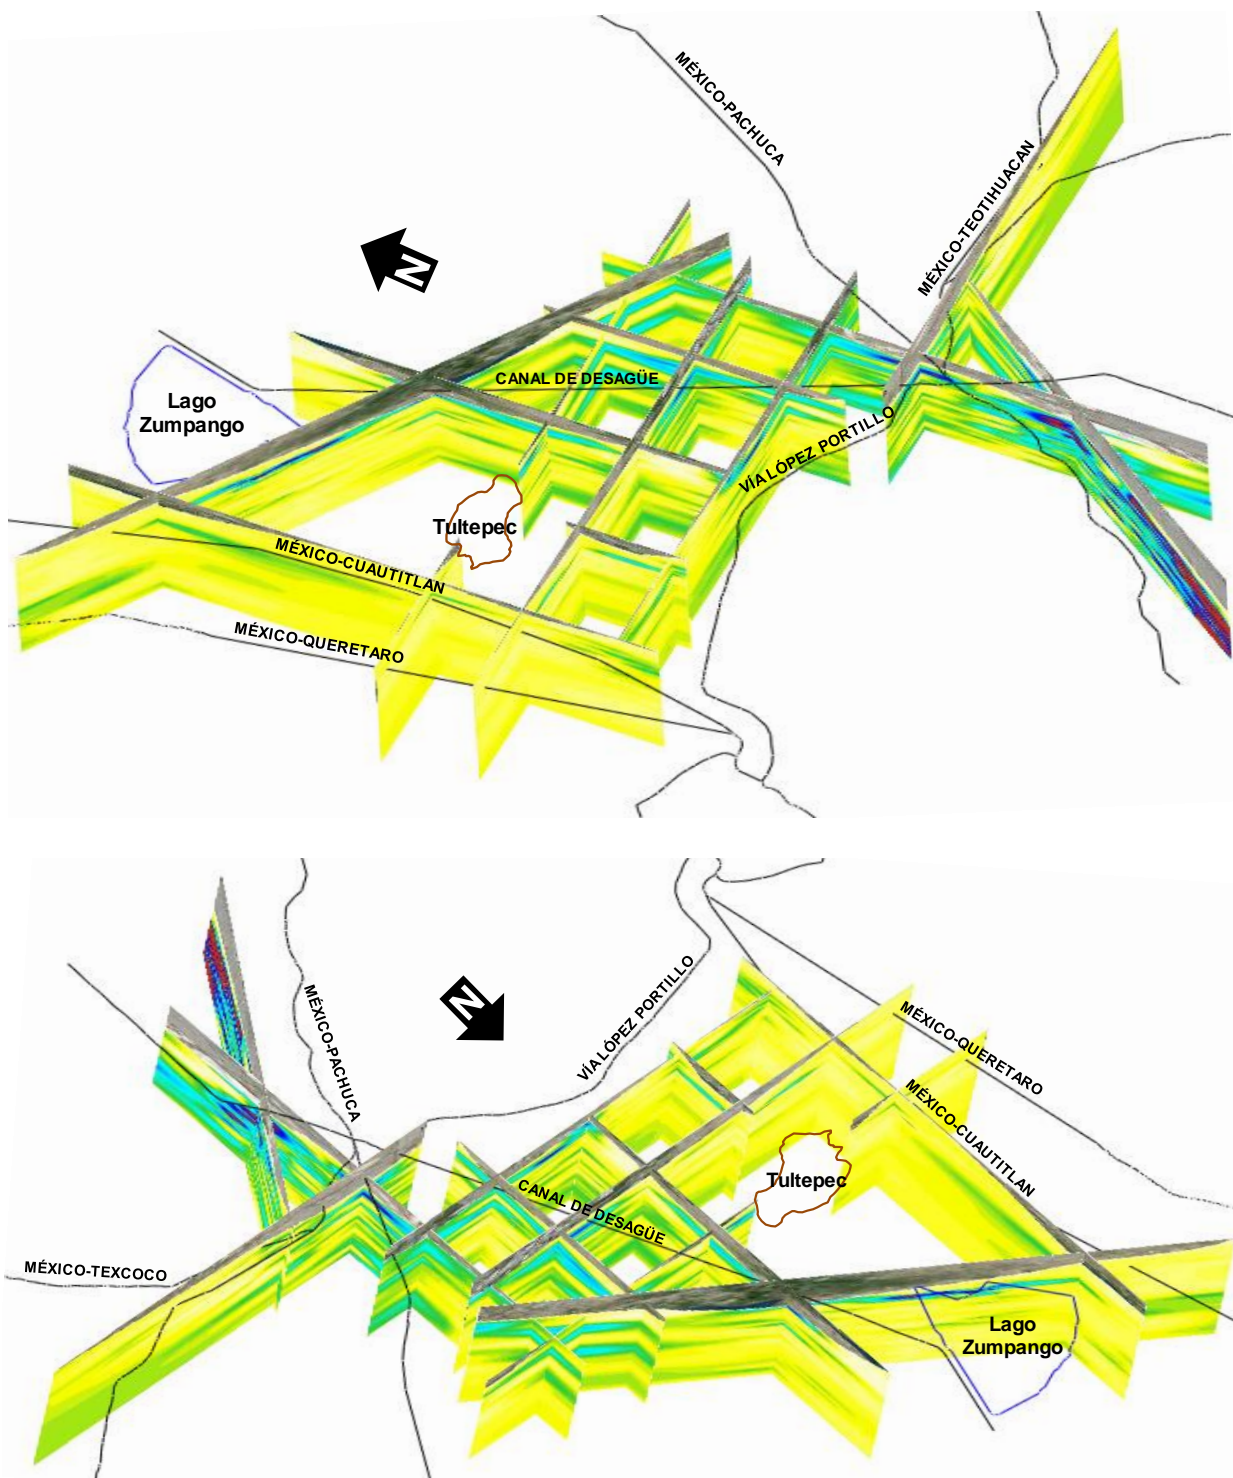 MÉXICO-PACHUCA
MÉXICO-TEOTIHUACAN
N
CANAL DE DESAGÜE
Lago
Zumpango
VÍA LÓPEZ PORTILLO
Tultepec
MÉXICO-CUAUTITLAN
MÉXICO-QUERETARO
N
MÉXICO-PACHUCA
VÍA LÓPEZ PORTILLO
MÉXICO-QUERETARO
MÉXICO-CUAUTITLAN
Tultepec
CANAL DE DESAGÜE
MÉXICO-TEXCOCO
Lago
Zumpango